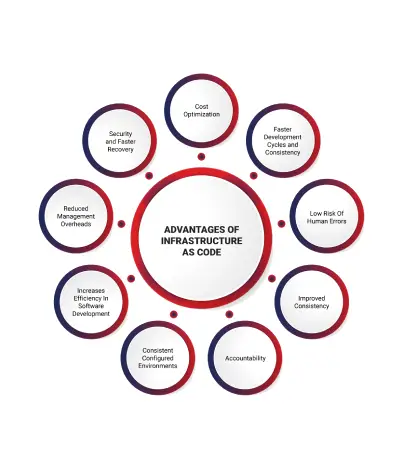 Cost
Optimization
Faster
Development
Cycles and
Consistency
Low Risk Of
Human Errors
Improved
Consistency
Accountability
Consistent
Configured
Environments
Increases
Efficiency In
Software
Development
Reduced
Management
Overheads
Security
and Faster
Recovery
ADVANTAGES OF
INFRASTRUCTURE
AS CODE